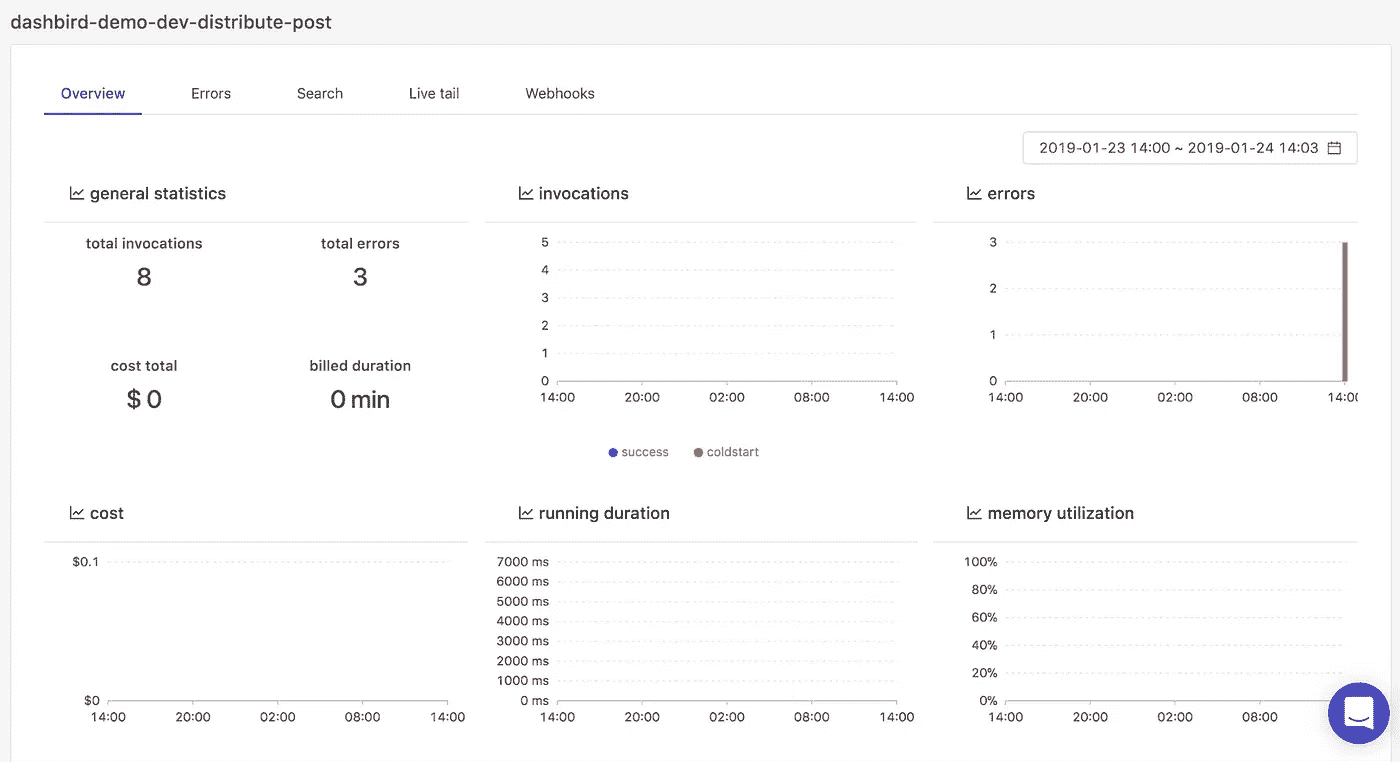 dashbird-demo-dev-distribute-post
Overview Errors Search Live tail Webhooks
2019-01-23 14:00 ~ 2019-01-24 14:03
general statistics
total invocations total errors
8 3
cost total billed duration
$ 0 0 min
invocations
5
4
3
2
1
0
14:00 20:00 02:00 08:00 14:00
success coldstart
errors
3
2
1
0
14:00 20:00 02:00 08:00 14:00
cost
$0.1
$0
14:00 20:00 02:00 08:00 14:00
running duration
7000 ms
6000 ms
5000 ms
4000 ms
3000 ms
2000 ms
1000 ms
0 ms
14:00 20:00 02:00 08:00 14:00
memory utilization
100%
80%
60%
40%
20%
0%
14:00 20:00 02:00 08:00